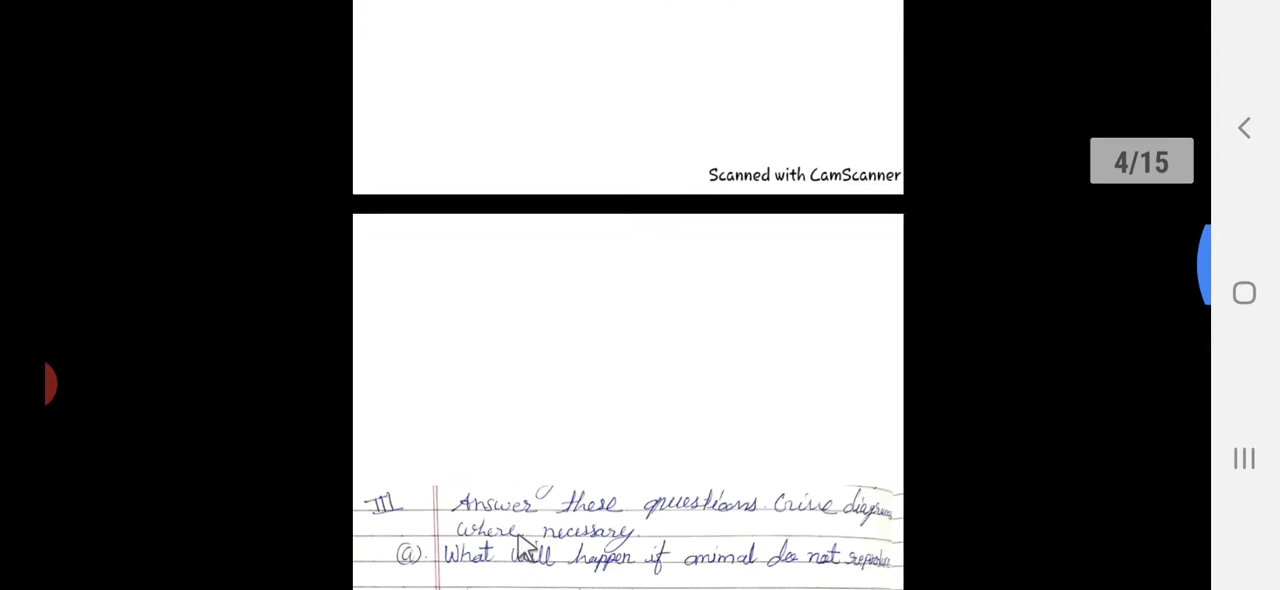 Scanned with CamScanner
4/15
III Answer these questions. Give diagram
where necessary.
(a). What will happen if animal do not reproduce